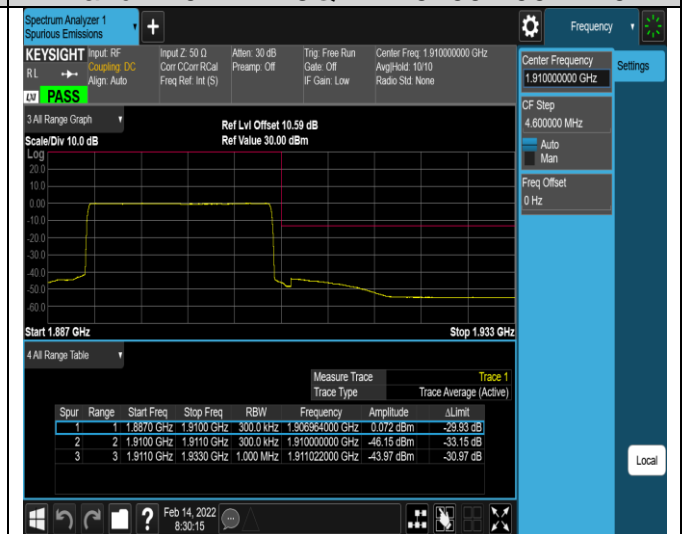 Spectrum Analyzer 1
Spurious Emissions
+
Frequency
KEYSIGHT
R L
LXI
PASS
Input: RF
Coupling: DC
Align: Auto
Input Z: 50 Ω
Corr CCorr RCal
Freq Ref: Int (S)
Atten: 30 dB
Preamp: Off
Trig: Free Run
Gate: Off
IF Gain: Low
Center Freq: 1.910000000 GHz
Avg|Hold: 10/10
Radio Std: None
Center Frequency
1.910000000 GHz
Settings
CF Step
4.600000 MHz
Auto
Man
Freq Offset
0 Hz
3 All Range Graph
Scale/Div 10.0 dB
Ref Lvl Offset 10.59 dB
Ref Value 30.00 dBm
Log
20.0
10.0
0.00
-10.0
-20.0
-30.0
-40.0
-50.0
-60.0
Start 1.887 GHz
Stop 1.933 GHz
4 All Range Table
Measure Trace Trace 1
Trace Type Trace Average (Active)
Spur Range Start Freq Stop Freq RBW Frequency Amplitude ΔLimit
1 1 1.8870 GHz 1.9100 GHz 300.0 kHz 1.906964000 GHz 0.072 dBm -29.93 dB
2 2 1.9100 GHz 1.9110 GHz 300.0 kHz 1.910000000 GHz -46.15 dBm -33.15 dB
3 3 1.9110 GHz 1.9330 GHz 1.000 MHz 1.911022000 GHz -43.97 dBm -30.97 dB
Local
?
Feb 14, 2022
8:30:15